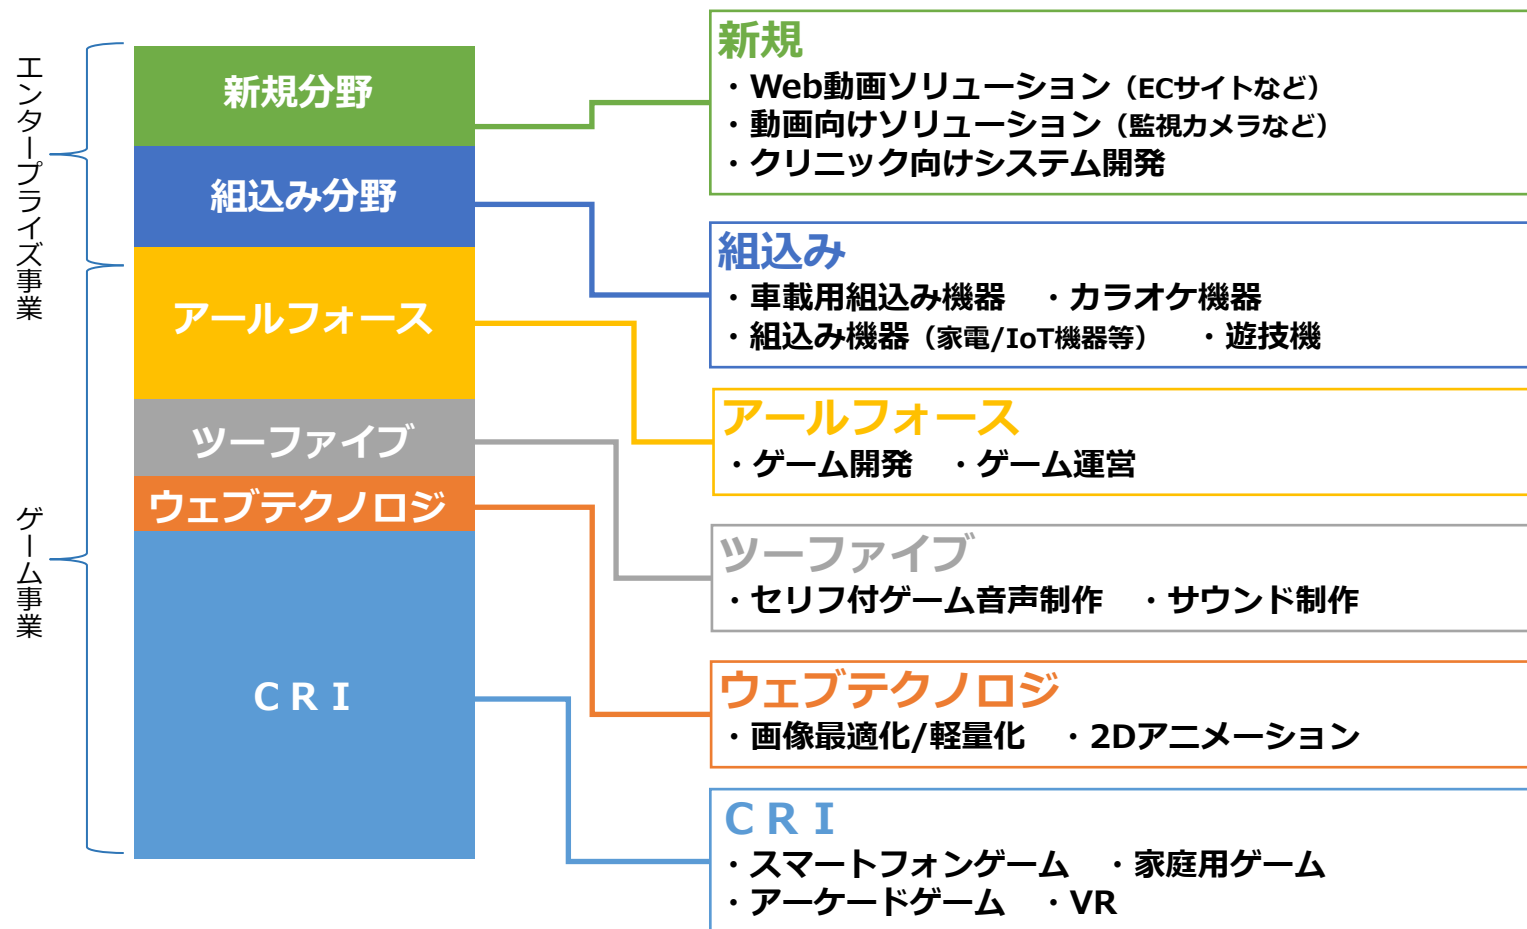 エンタープライズ事業
ゲーム事業
新規分野
組込み分野
アールフォース
ツーファイブ
ウェブテクノロジ
ＣＲＩ
新規
・Web動画ソリューション（ECサイトなど）
・動画向けソリューション（監視カメラなど）
・クリニック向けシステム開発
組込み
・車載用組込み機器　・カラオケ機器
・組込み機器（家電/IoT機器等）　・遊技機
アールフォース
・ゲーム開発　・ゲーム運営
ツーファイブ
・セリフ付ゲーム音声制作　・サウンド制作
ウェブテクノロジ
・画像最適化/軽量化　・2Dアニメーション
ＣＲＩ
・スマートフォンゲーム　・家庭用ゲーム
・アーケードゲーム　・VR